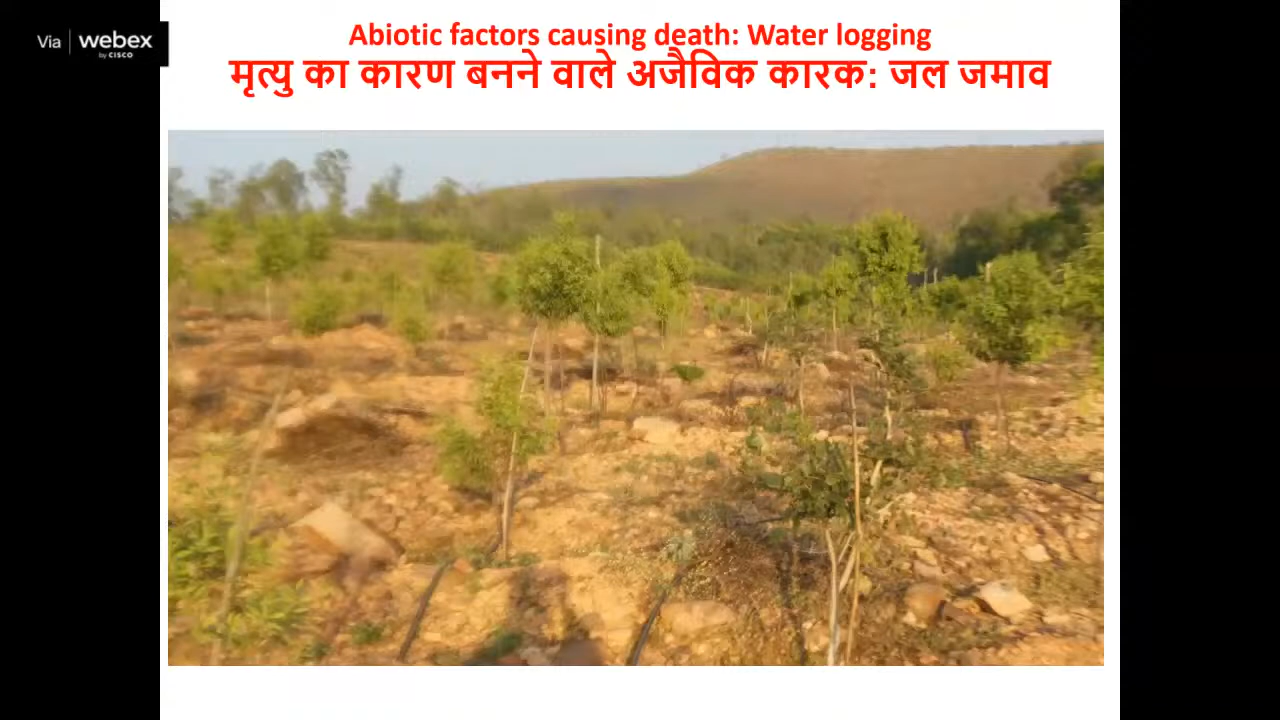 Via webex
by CISCO
Abiotic factors causing death: Water logging
मृत्यु का कारण बनने वाले अजैविक कारक: जल जमाव